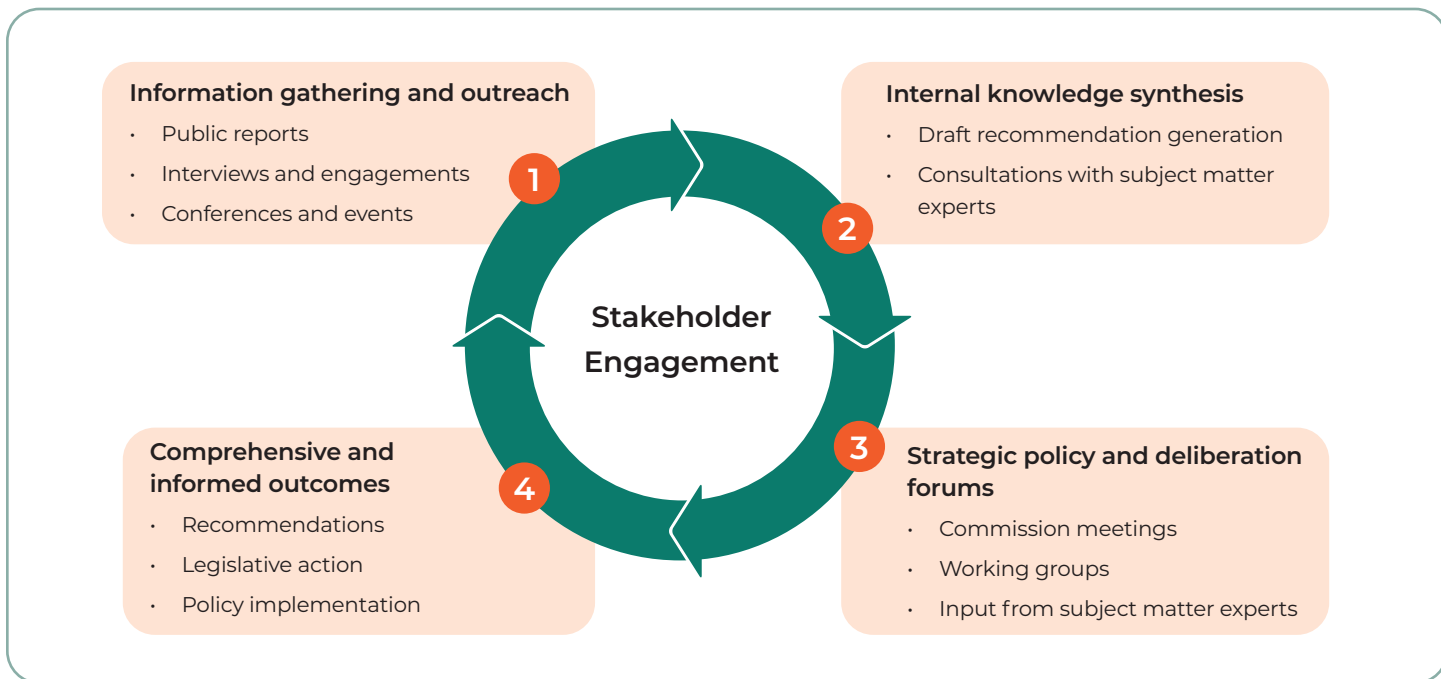 Information gathering and outreach
• Public reports
• Interviews and engagements
• Conferences and events
1
Internal knowledge synthesis
• Draft recommendation generation
• Consultations with subject matter
experts
2
Stakeholder
Engagement
3
Strategic policy and deliberation
forums
• Commission meetings
• Working groups
• Input from subject matter experts
4
Comprehensive and
informed outcomes
• Recommendations
• Legislative action
• Policy implementation